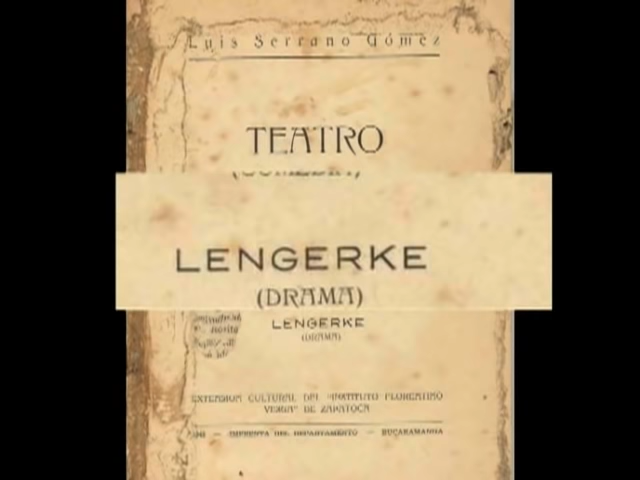 Luis Serrano Gómez
TEATRO
LENGERKE
(DRAMA)
LENGERKE
(DRAMA)
EXTENSION CULTURAL DEL "INSTITUTO FLORENTINO
VESGA" DE ZAPATOCA
— IMPRENTA DEL DEPARTAMENTO — BUCARAMANGA